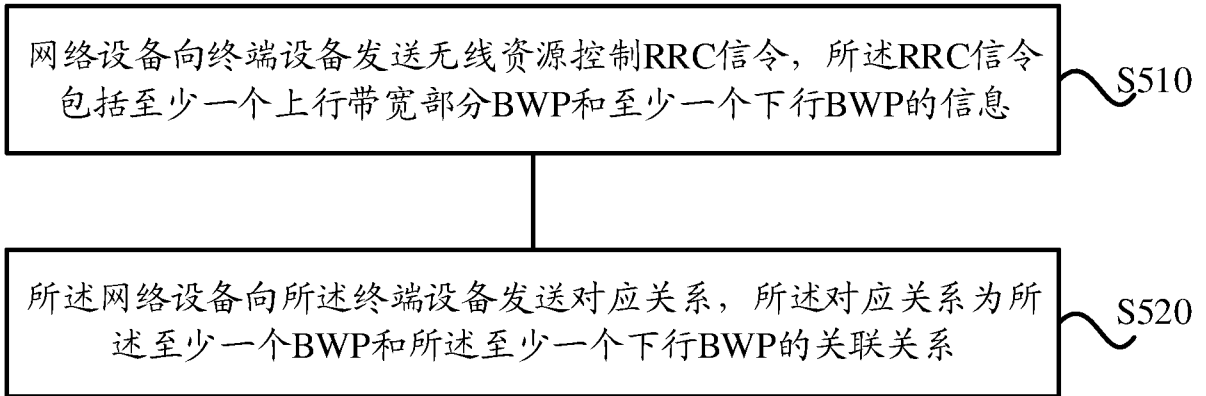 网络设备向终端设备发送无线资源控制RRC信令，所述RRC信令
包括至少一个上行带宽部分BWP和至少一个下行BWP的信息
S510
所述网络设备向所述终端设备发送对应关系，所述对应关系为所
述至少一个BWP和所述至少一个下行BWP的关联关系
S520